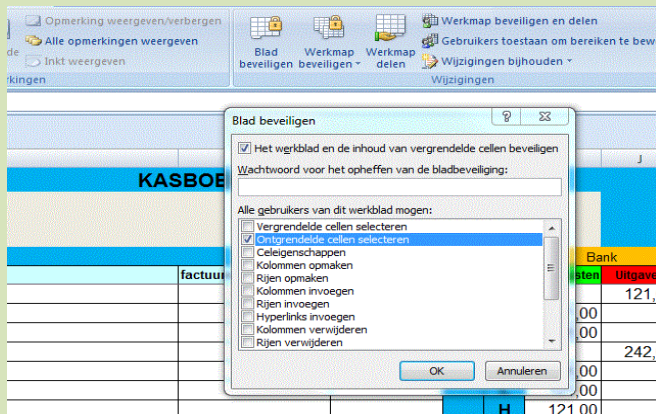 Opmerking weergeven/verbergen
Alle opmerkingen weergeven
Inkt weergeven
Blad beveiligen
Werkmap beveiligen
Werkmap delen
Werkmap beveiligen en delen
Gebruikers toestaan om bereiken te bew
Wijzigingen bijhouden
Wijzigingen
Blad beveiligen
Het werkblad en de inhoud van vergrendelde cellen beveiligen
Wachtwoord voor het opheffen van de bladbeveiliging:
Alle gebruikers van dit werkblad mogen:
Vergrendelde cellen selecteren
Ontgrendelde cellen selecteren
Celeigenschappen
Kolommen opmaken
Rijen opmaken
Kolommen invoegen
Rijen invoegen
Hyperlinks invoegen
Kolommen verwijderen
Rijen verwijderen
OK Annuleren
J
KASBOE
Bank
factuur
sten Uitgave
121,
,00
,00
242,
,00
,00
H 121,00